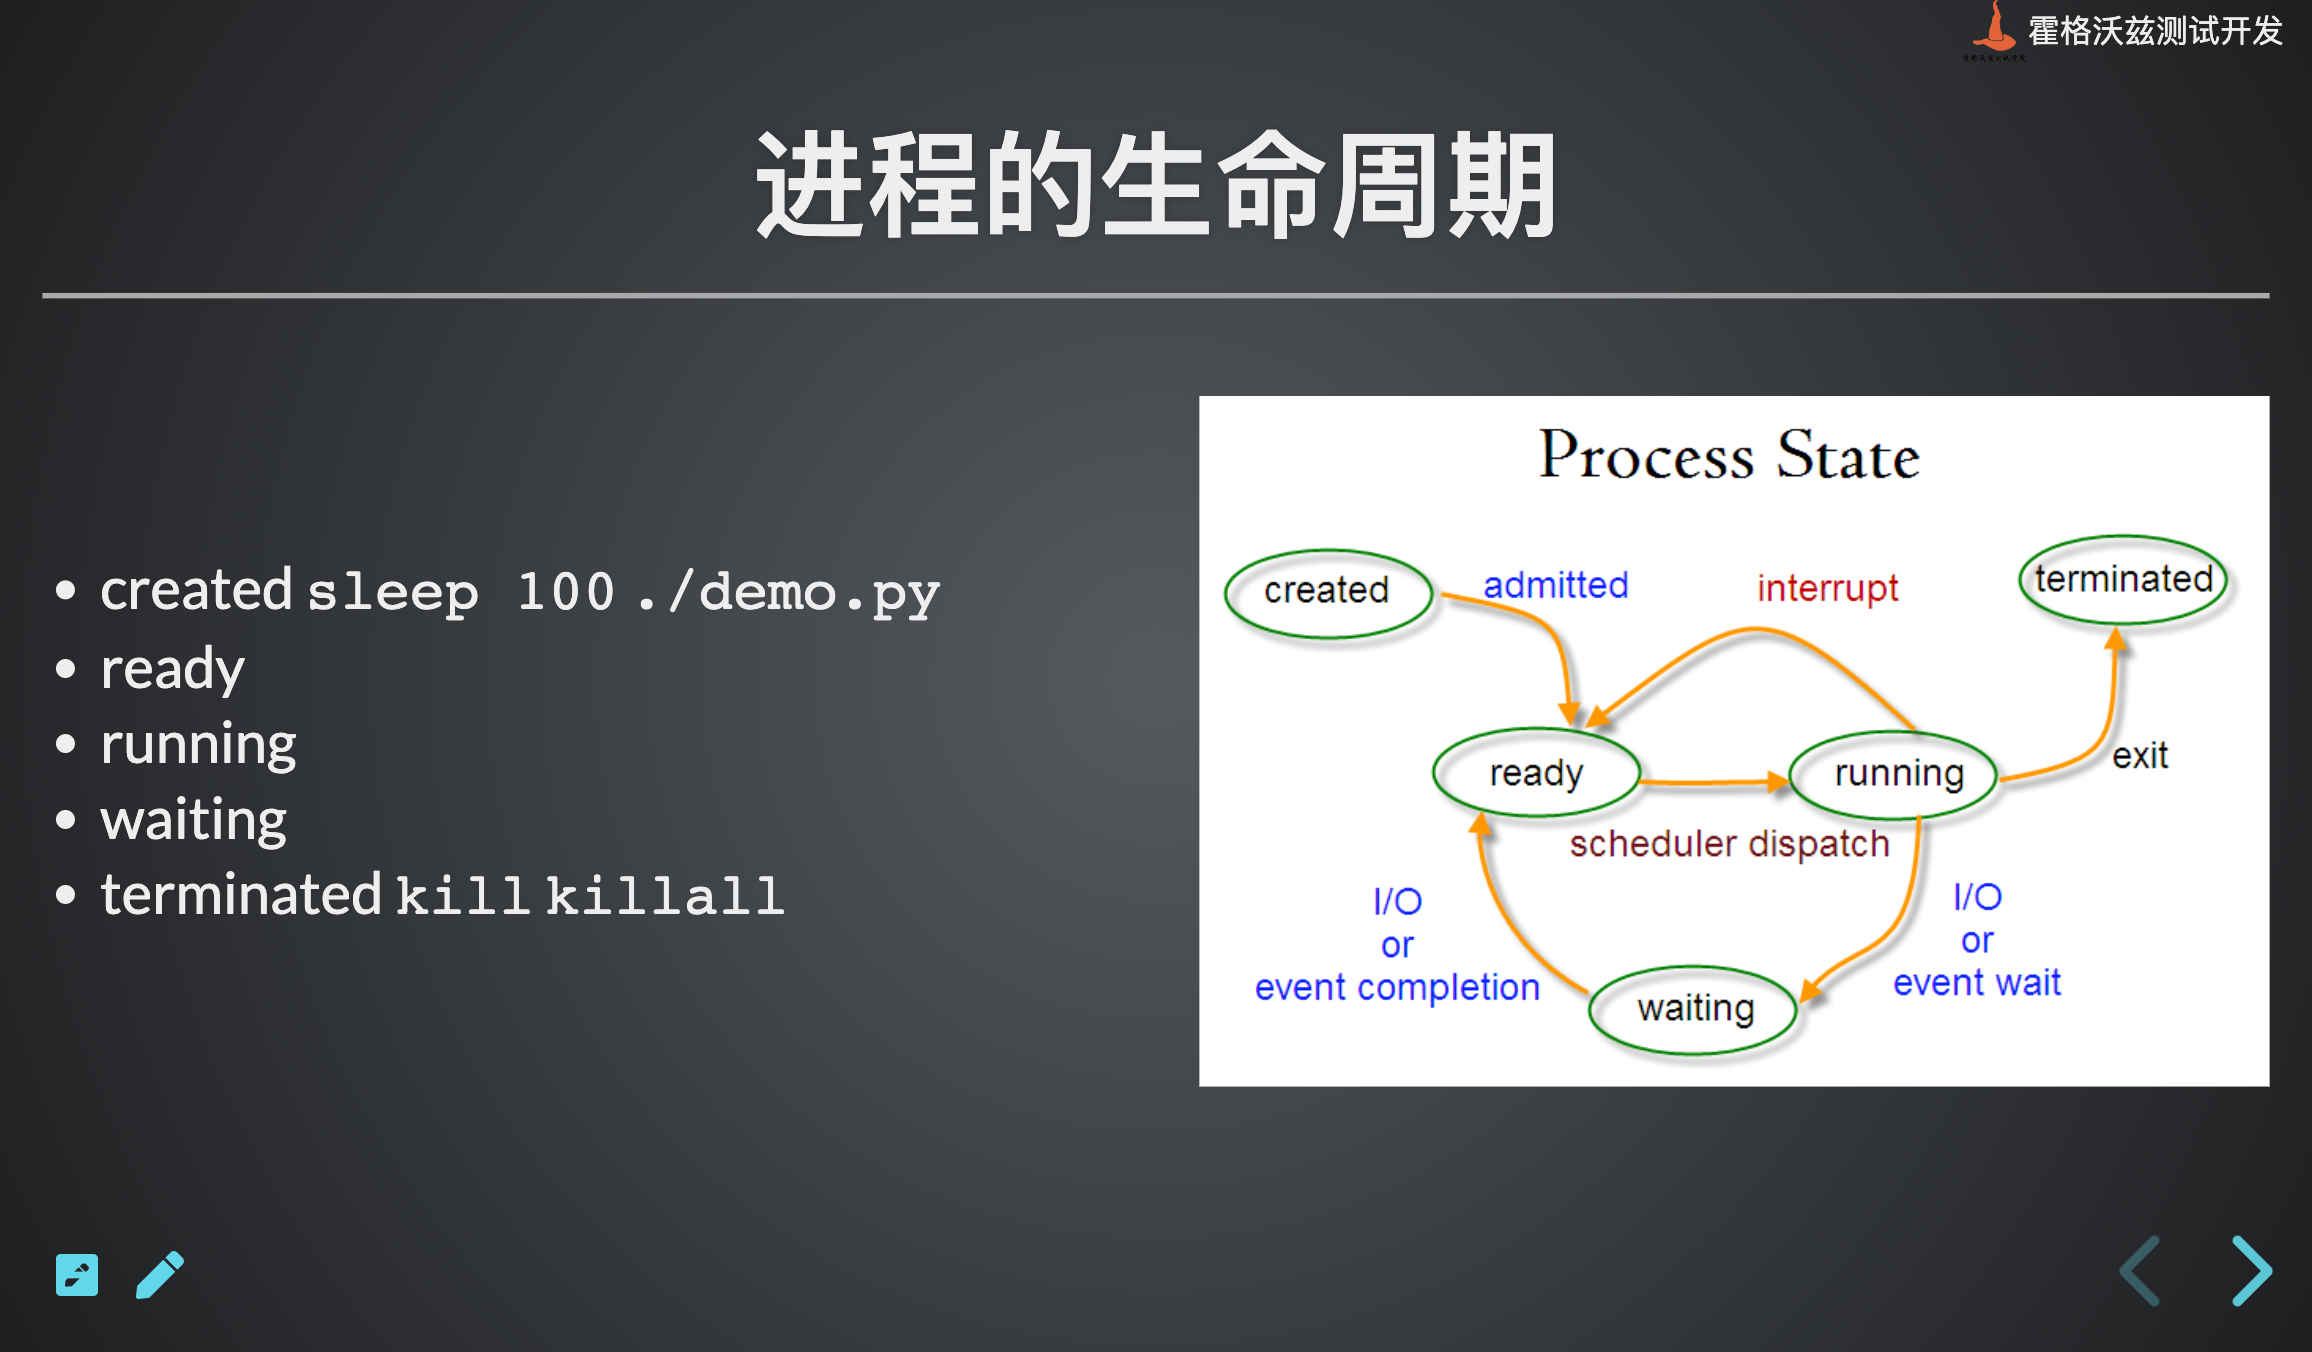 霍格沃兹测试开发
进程的生命周期
• created sleep 100 ./demo.py
• ready
• running
• waiting
• terminated kill killall
Process State
created
admitted
interrupt
terminated
ready
running
exit
scheduler dispatch
I/O
or
event completion
I/O
or
event wait
waiting